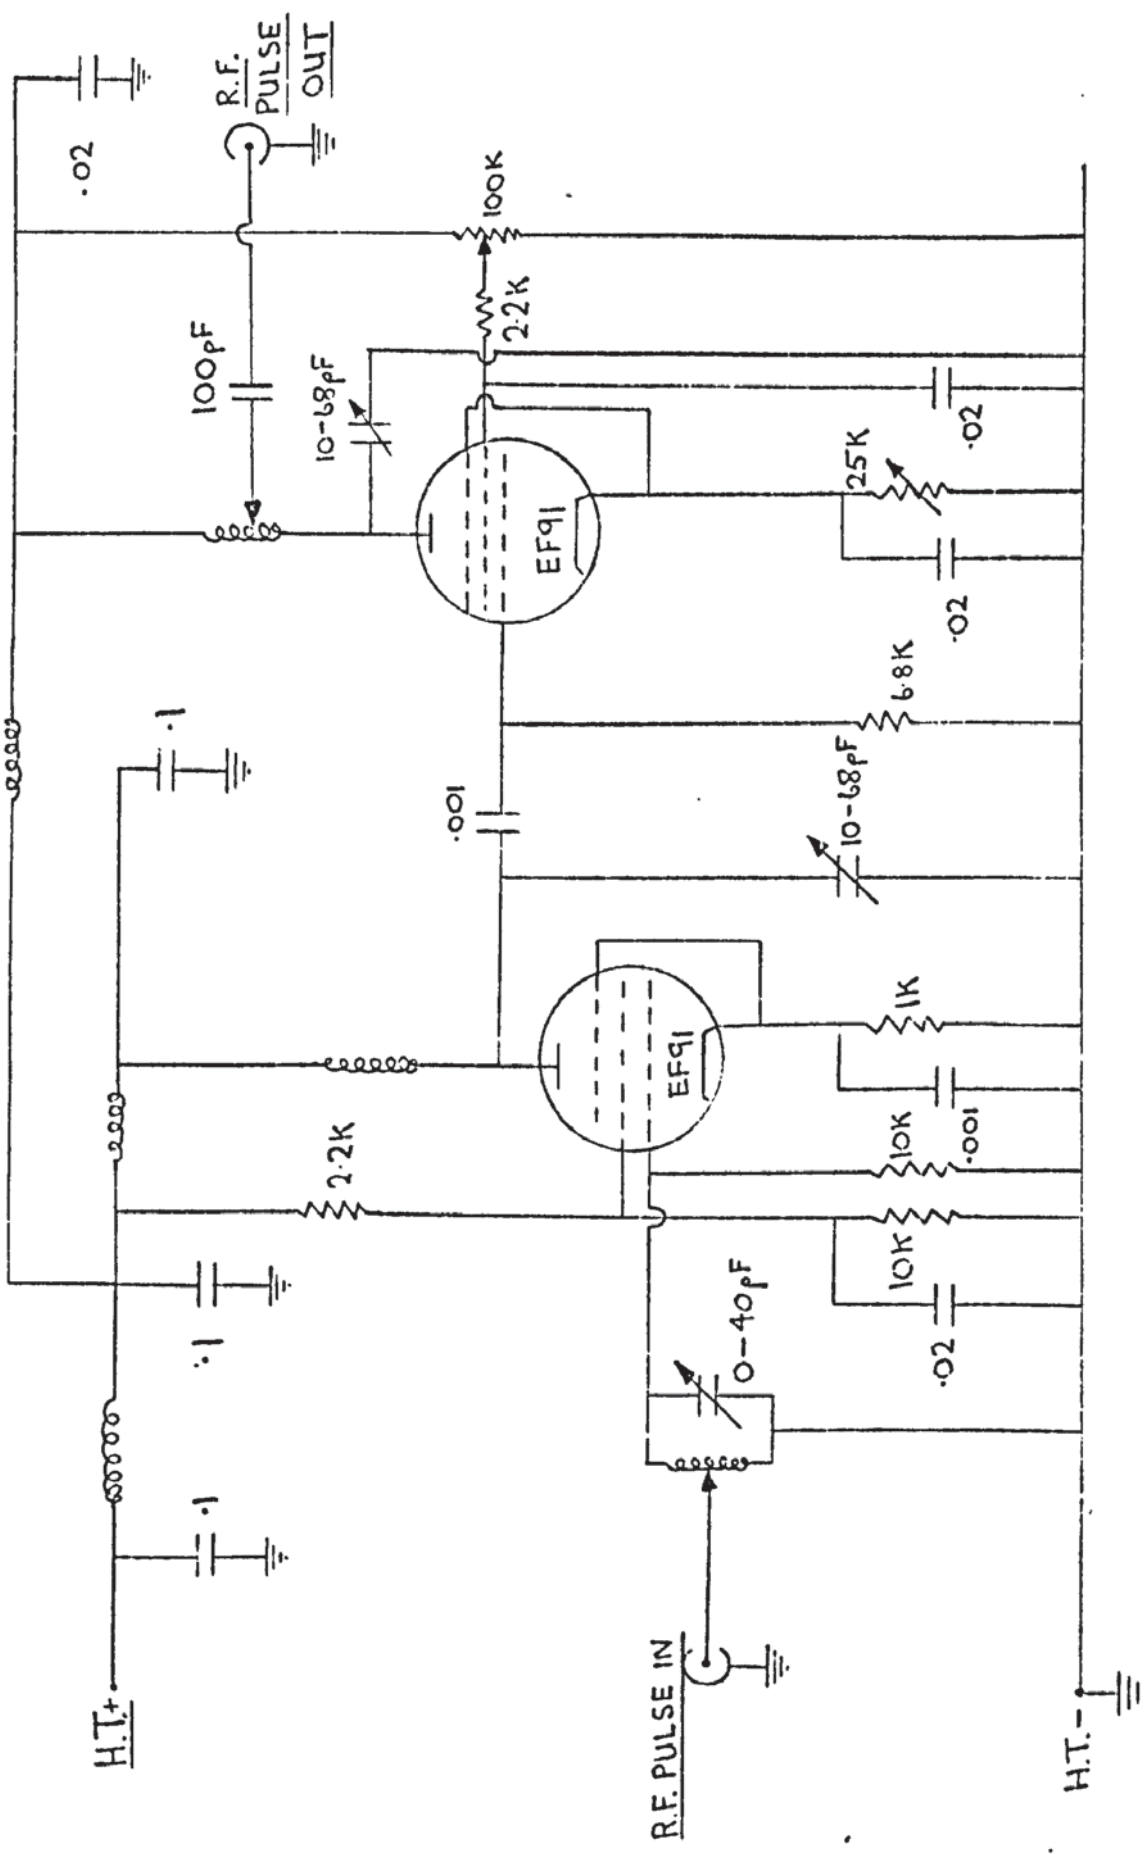 H.T.+
.1
.1
.1
.02
R.F.
PULSE
OUT
100pF
10-68pF
100K
2.2K
2.2K
.001
EF91
EF91
R.F. PULSE IN
0-40pF
10K
10K
.02
.001
1K
10-68pF
6.8K
.02
25K
.02
H.T.-